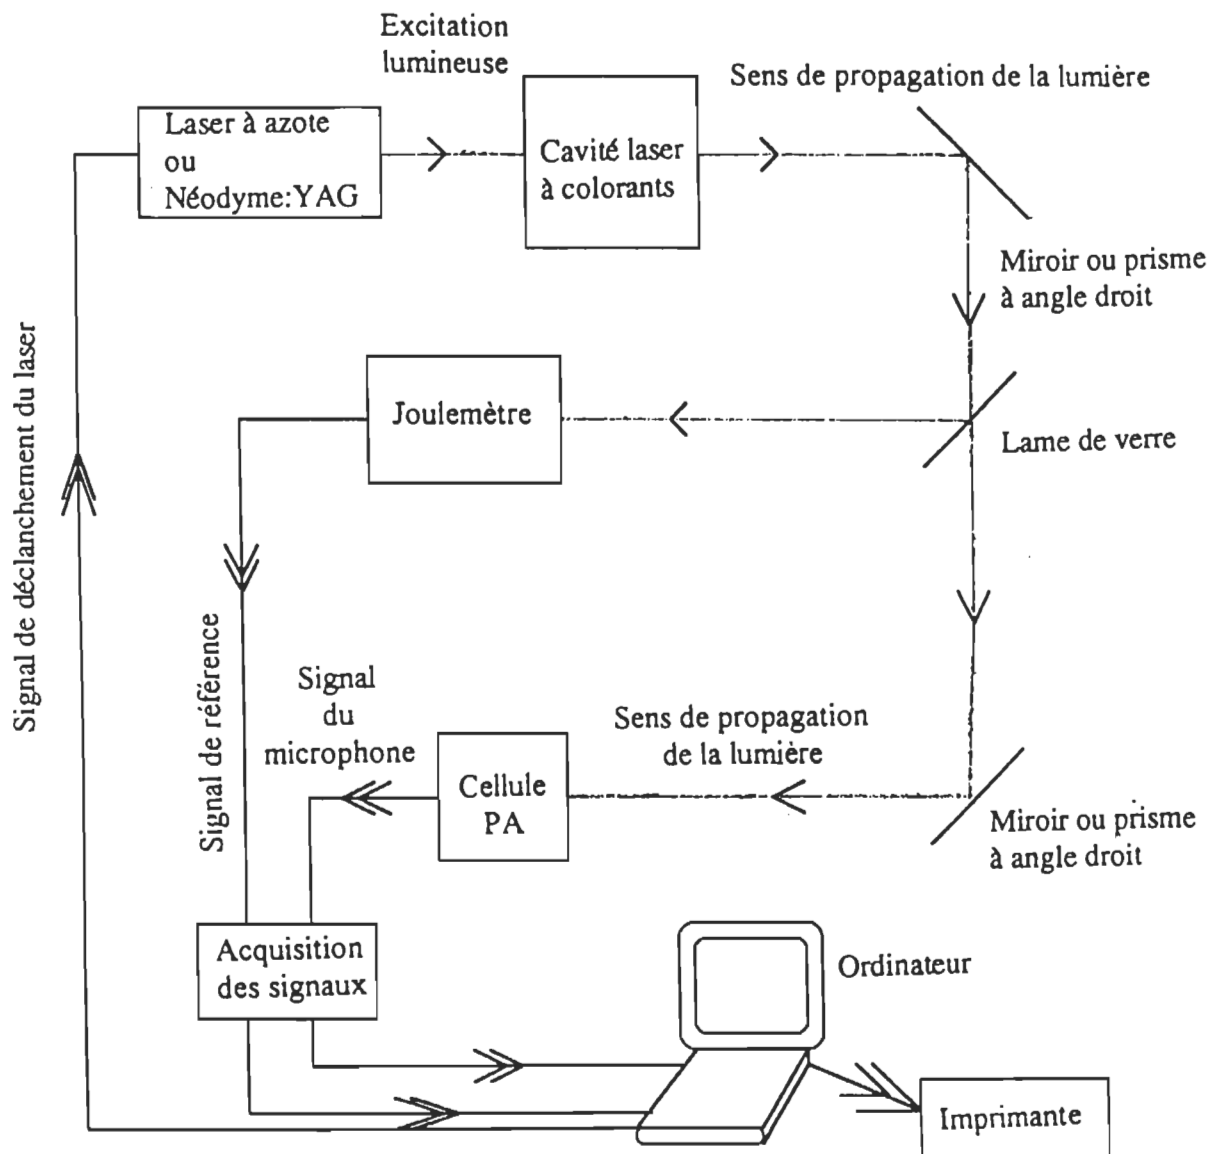 Excitation
lumineuse
Sens de propagation de la lumière
Laser à azote
ou
Néodyme:YAG
Cavité laser
à colorants
Miroir ou prisme
à angle droit
Joulemètre
Lame de verre
Signal de déclanchement du laser
Signal de référence
Signal
du
microphone
Sens de propagation
de la lumière
Cellule
PA
Miroir ou prisme
à angle droit
Acquisition
des signaux
Ordinateur
Imprimante